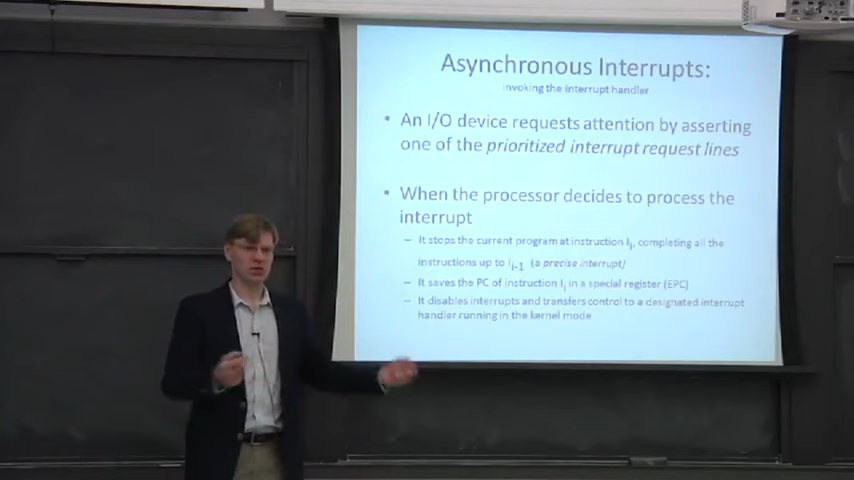 Asynchronous Interrupts:
invoking the interrupt handler
• An I/O device requests attention by asserting
one of the prioritized interrupt request lines
• When the processor decides to process the
interrupt
– It stops the current program at instruction Iᵢ, completing all the
instructions up to Iᵢ₋₁ (a precise interrupt)
– It saves the PC of instruction Iᵢ in a special register (EPC)
– It disables interrupts and transfers control to a designated interrupt
handler running in the kernel mode